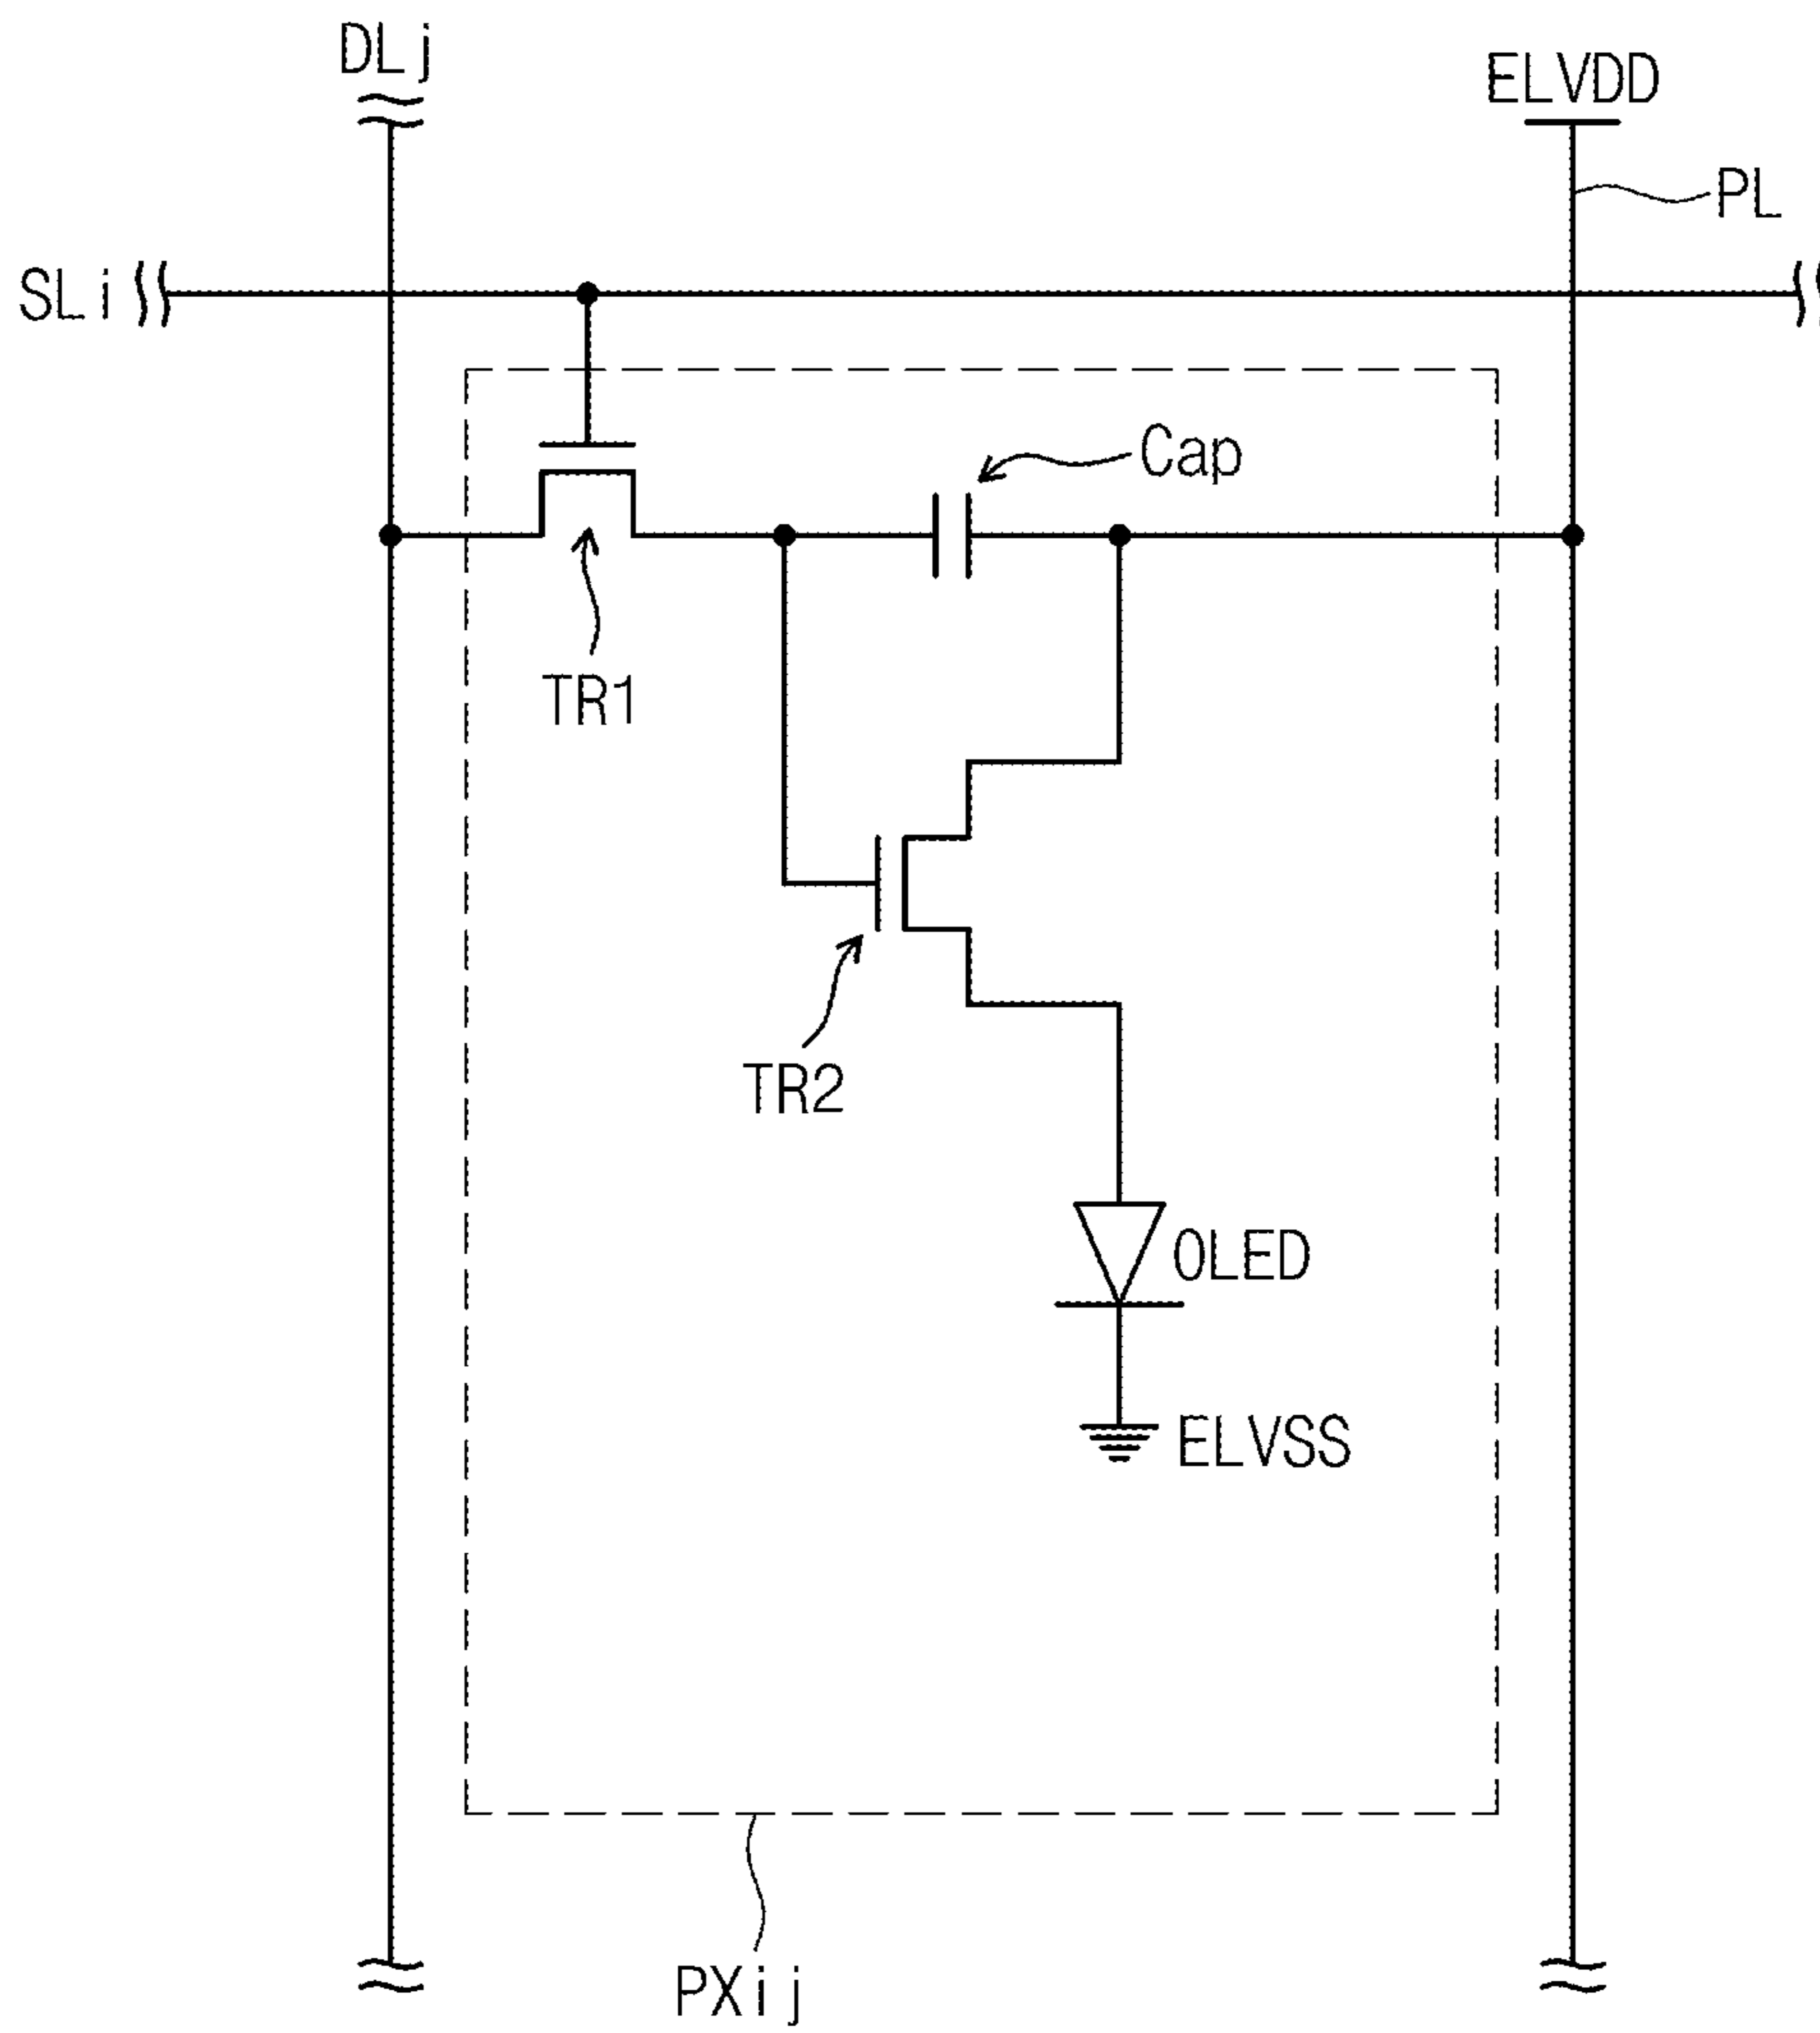 DLj
ELVDD
PL
SLi
Cap
TR1
TR2
OLED
ELVSS
PXij